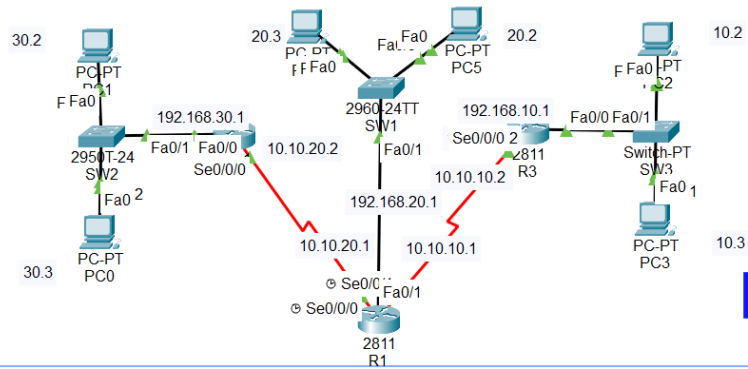 30.2
PC-PT
Fa0
192.168.30.1
Fa0/1
Fa0/0
2950T-24
SW2
Se0/0/0
10.10.20.2
Fa0
2
PC-PT
PC0
30.3
20.3
Fa0
Fa0
PC-PT
PC5
20.2
2960-24TT
SW1
Fa0/1
192.168.20.1
10.10.20.1
10.10.10.1
Se0/0/0
Fa0/1
2811
R1
10.2
Fa0
192.168.10.1
Fa0/0
Fa0/1
Se0/0/0
2
2811
R3
10.10.10.2
Switch-PT
SW3
Fa0
1
PC-PT
PC3
10.3